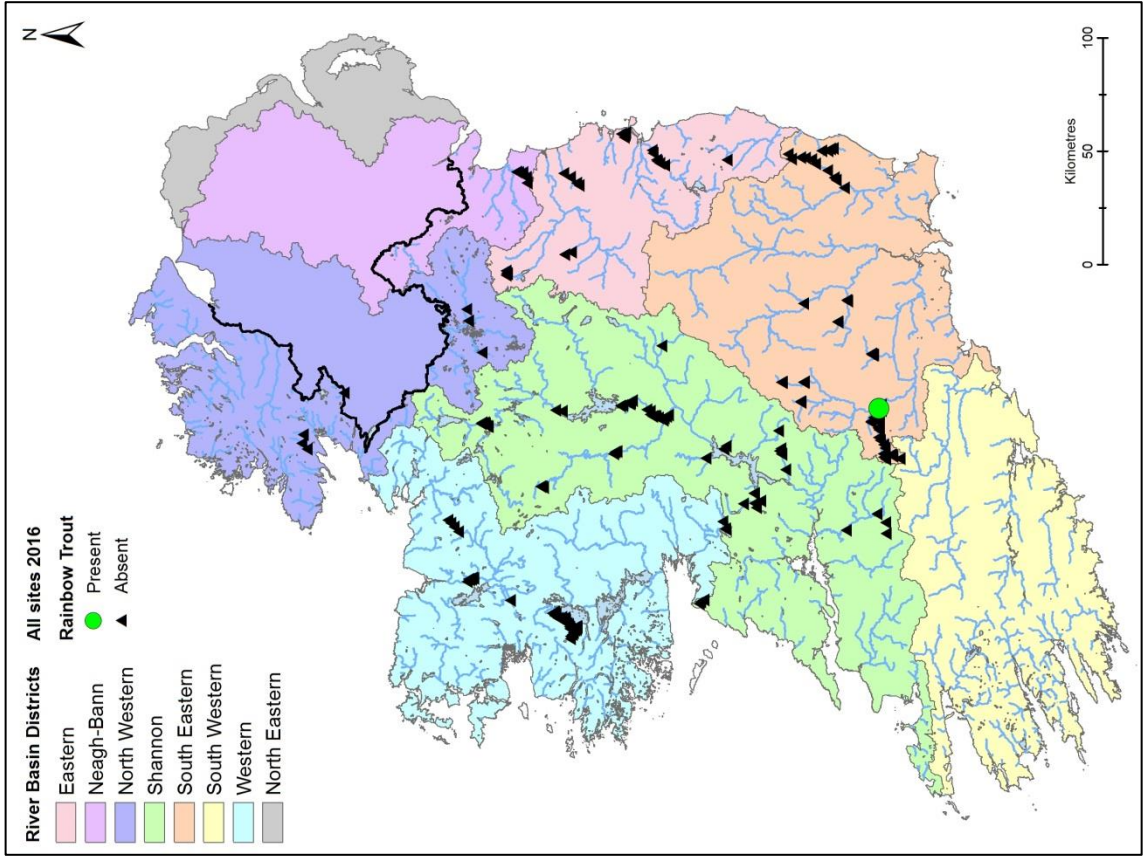 River Basin Districts
Eastern
Neagh-Bann
North Western
Shannon
South Eastern
South Western
Western
North Eastern
All sites 2016
Rainbow Trout
Present
Absent
N
0 50 100
Kilometres